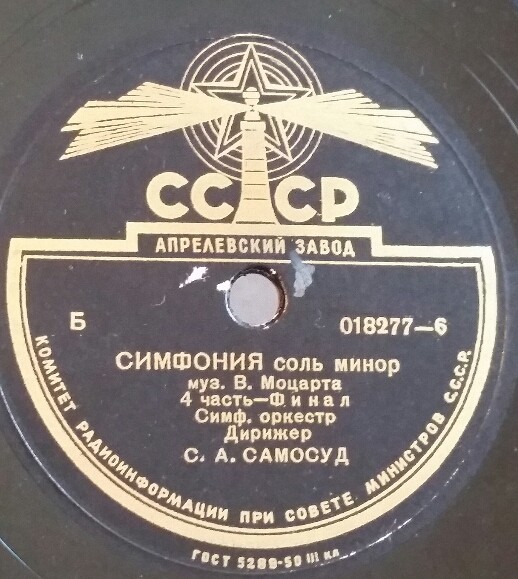 СССР
АПРЕЛЕВСКИЙ ЗАВОД
Б
018277—6
СИМФОНИЯ соль минор
муз. В. Моцарта
4 часть—Финал
Симф. оркестр
Дирижер
С. А. САМОСУД
КОМИТЕТ РАДИОИНФОРМАЦИИ ПРИ СОВЕТЕ МИНИСТРОВ С.С.С.Р.
ГОСТ 5289-50 III кл